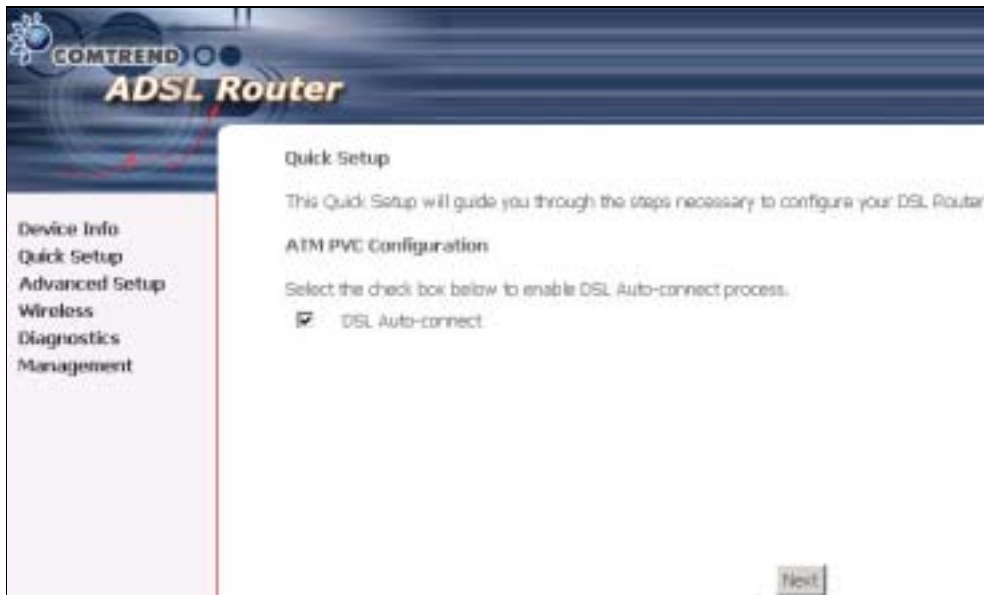 COMTREND
ADSL Router
Device Info
Quick Setup
Advanced Setup
Wireless
Diagnostics
Management
Quick Setup
This Quick Setup will guide you through the steps necessary to configure your DSL Router
ATM PVC Configuration
Select the check box below to enable DSL Auto-connect process.
DSL Auto-connect
Next